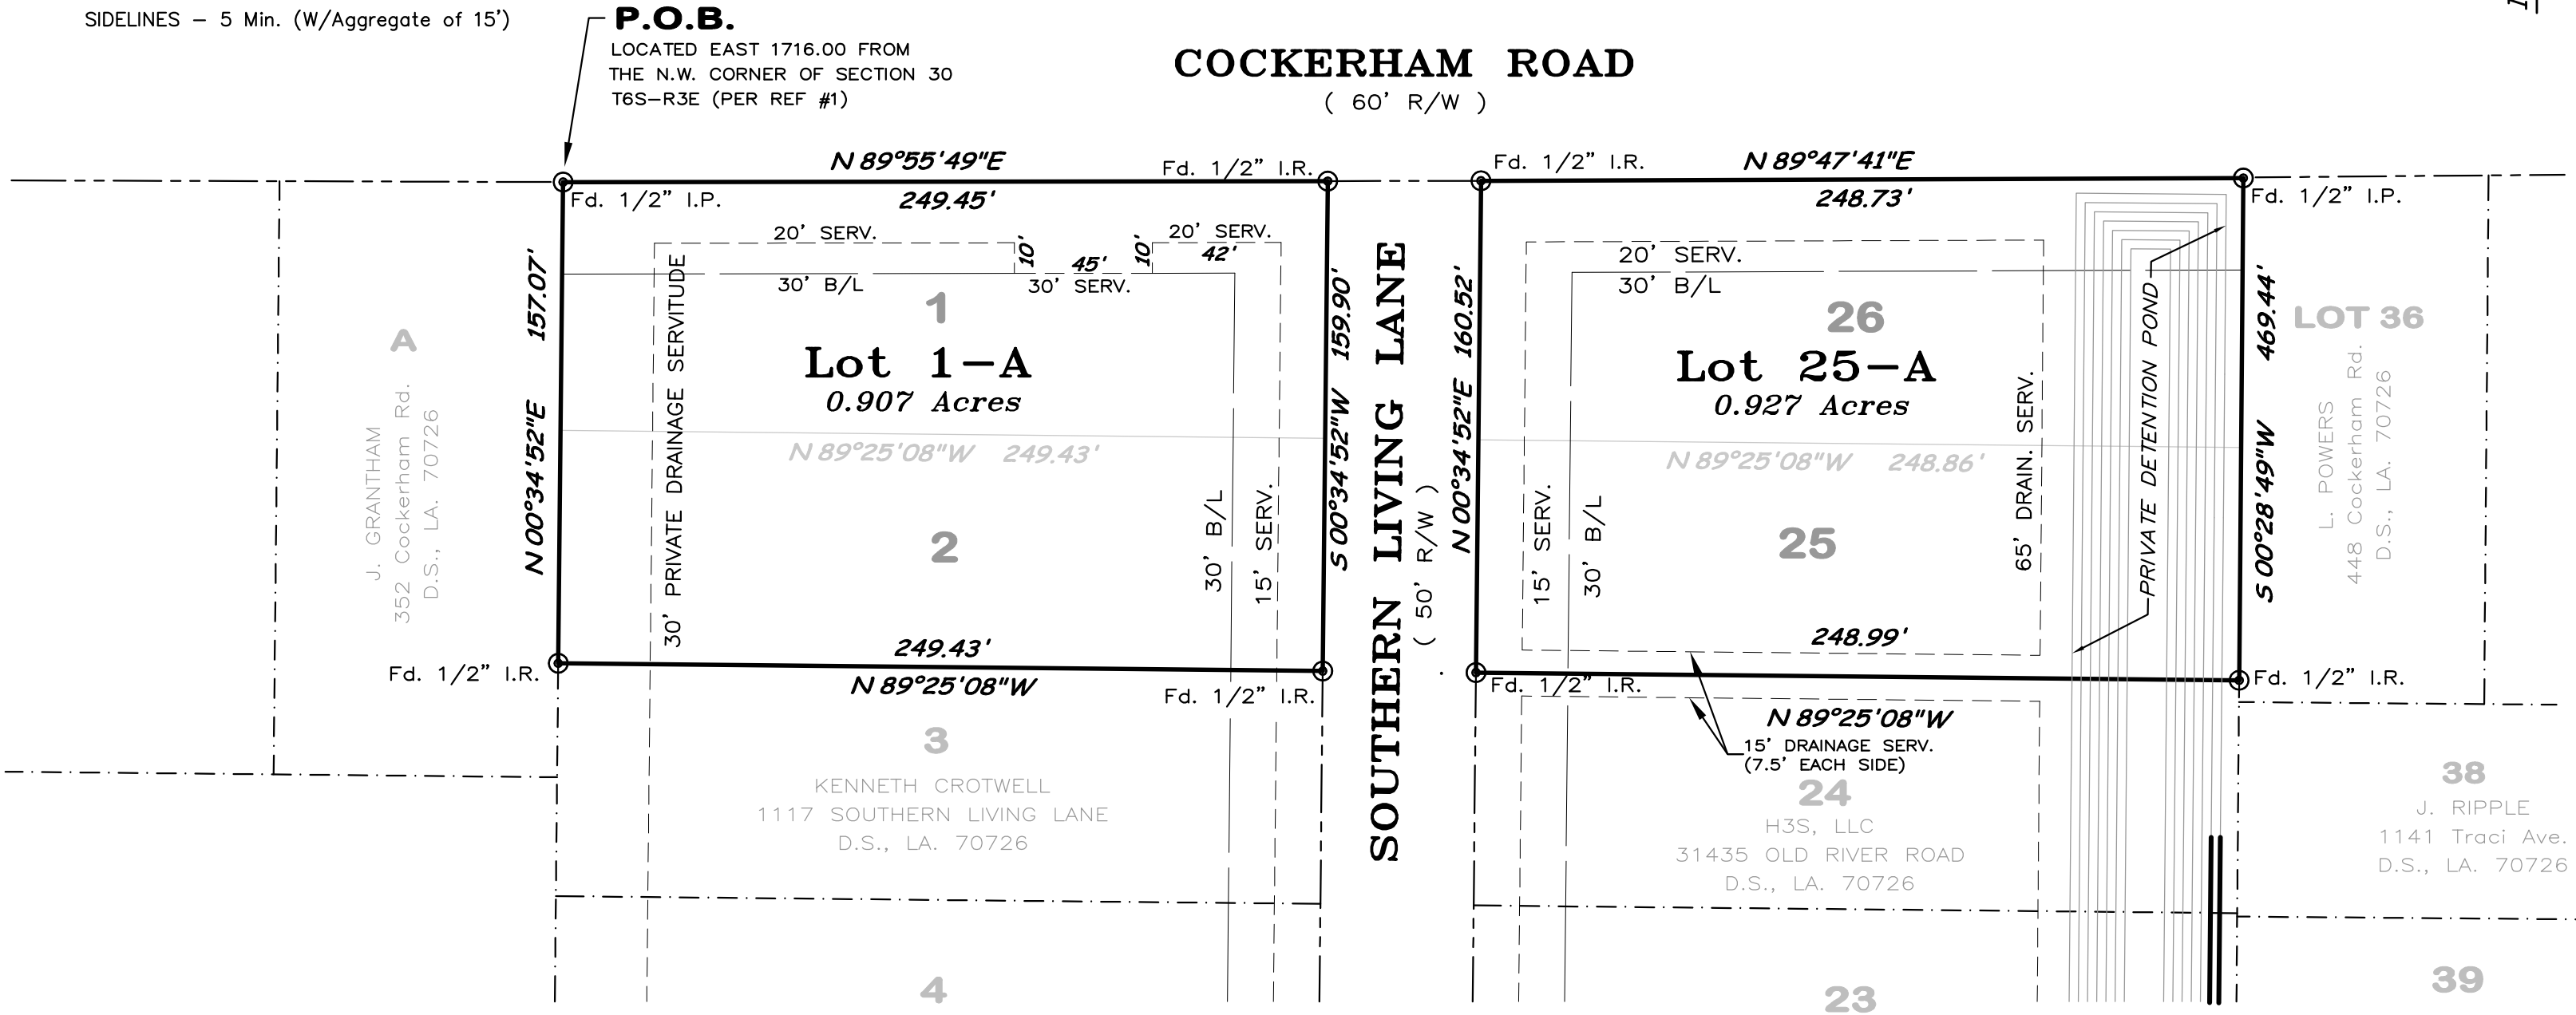 SIDELINES – 5 Min. (W/Aggregate of 15')
P.O.B.
LOCATED EAST 1716.00 FROM
THE N.W. CORNER OF SECTION 30
T6S–R3E (PER REF #1)
COCKERHAM ROAD
( 60' R/W )
N 89°55'49"E
249.45'
Fd. 1/2" I.P.
Fd. 1/2" I.R.
Fd. 1/2" I.R.
N 89°47'41"E
248.73'
Fd. 1/2" I.P.
20' SERV.
10'
45'
10'
20' SERV.
42'
30' B/L
30' SERV.
157.07'
N 00°34'52"E
30' PRIVATE DRAINAGE SERVITUDE
1
Lot 1–A
0.907 Acres
N 89°25'08"W 249.43'
2
30' B/L
15' SERV.
249.43'
N 89°25'08"W
Fd. 1/2" I.R.
Fd. 1/2" I.R.
S 00°34'52"W 159.90'
SOUTHERN LIVING LANE
( 50' R/W )
N 00°34'52"E 160.52'
20' SERV.
30' B/L
26
Lot 25–A
0.927 Acres
N 89°25'08"W 248.86'
25
15' SERV.
30' B/L
65' DRAIN. SERV.
PRIVATE DETENTION POND
248.99'
Fd. 1/2" I.R.
Fd. 1/2" I.R.
N 89°25'08"W
15' DRAINAGE SERV.
(7.5' EACH SIDE)
469.44'
S 00°28'49"W
A
J. GRANTHAM
352 Cockerham Rd.
D.S., LA. 70726
LOT 36
L. POWERS
448 Cockerham Rd.
D.S., LA. 70726
3
KENNETH CROTWELL
1117 SOUTHERN LIVING LANE
D.S., LA. 70726
4
24
H3S, LLC
31435 OLD RIVER ROAD
D.S., LA. 70726
23
38
J. RIPPLE
1141 Traci Ave.
D.S., LA. 70726
39